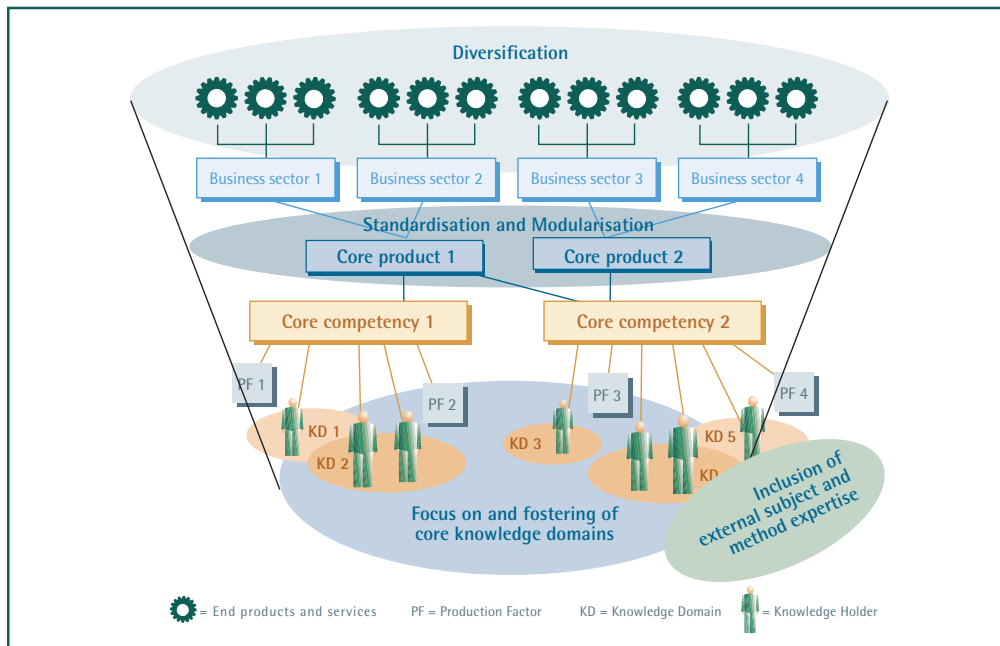 Diversification
Business sector 1
Business sector 2
Business sector 3
Business sector 4
Standardisation and Modularisation
Core product 1
Core product 2
Core competency 1
Core competency 2
PF 1
PF 2
PF 3
PF 4
KD 1
KD 2
KD 3
KD 5
KD
Focus on and fostering of
core knowledge domains
Inclusion of
external subject and
method expertise
= End products and services
PF = Production Factor
KD = Knowledge Domain
= Knowledge Holder